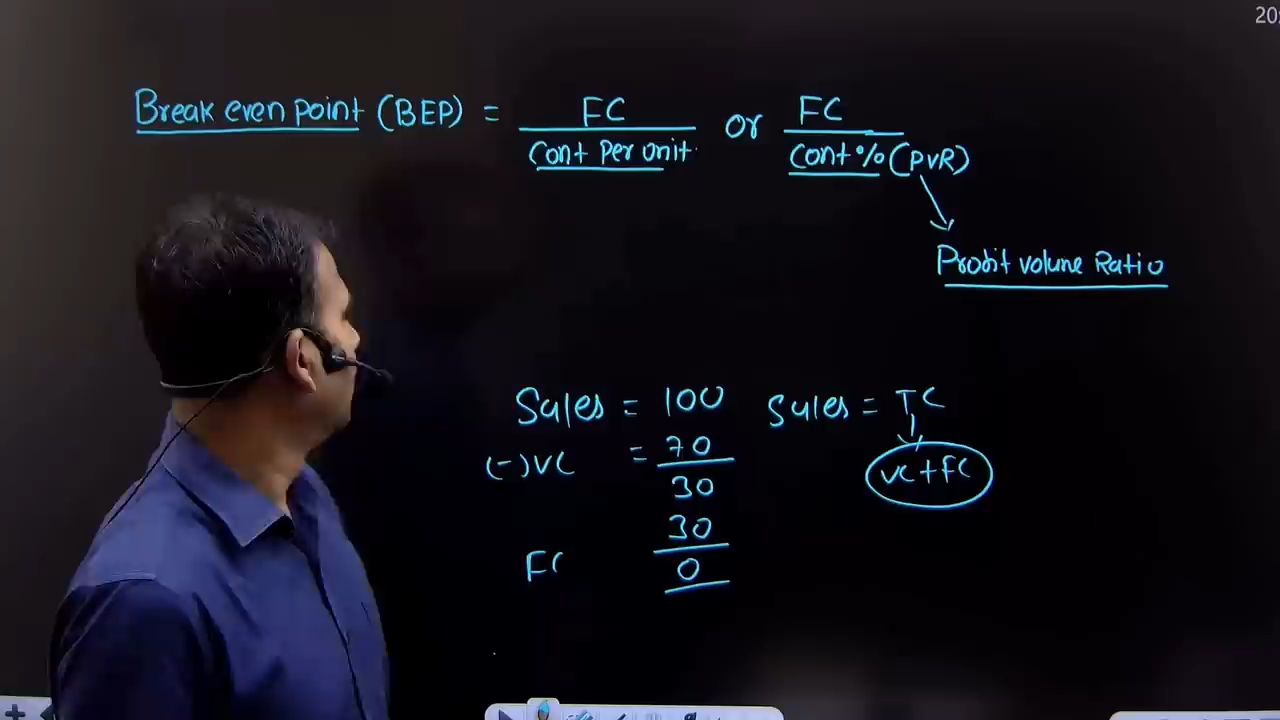 20:
Break even point (BEP) = FC / Cont Per unit or FC / Cont % (PVR)
Profit volume Ratio
Sales = 100 Sales = TC
(-) VC = 70 VC + FC
30
30
FC 0